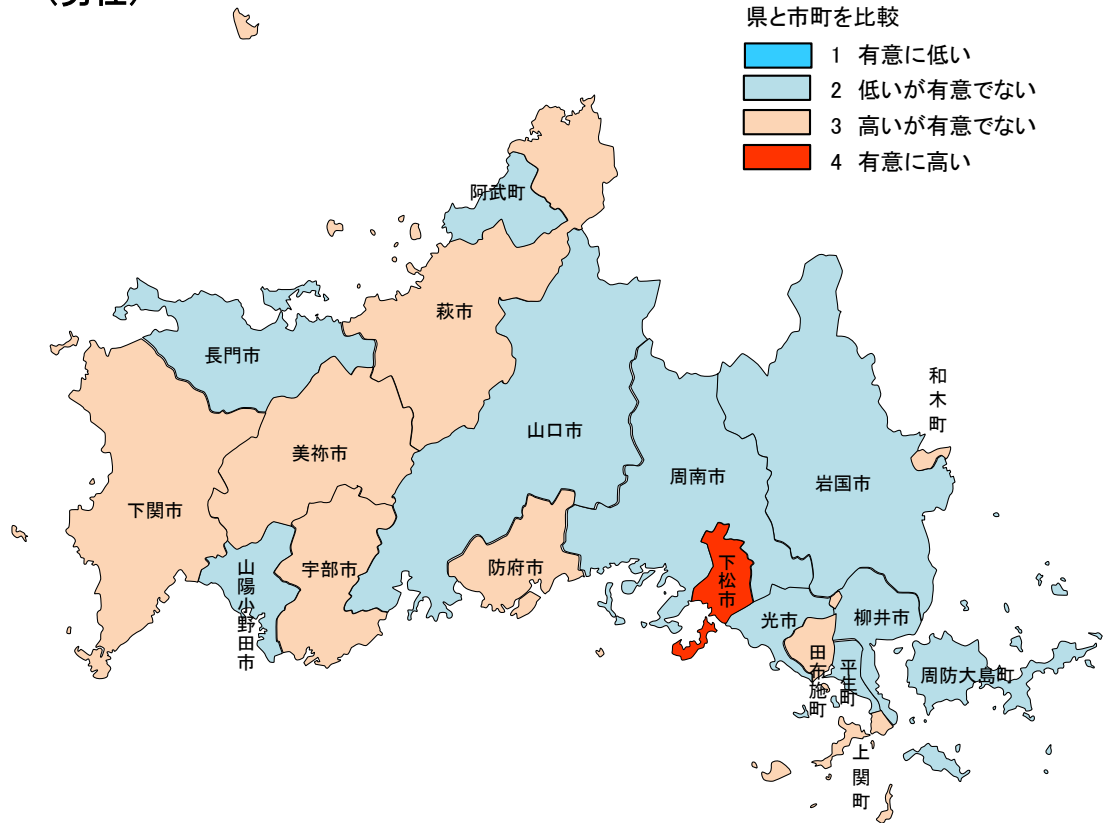 県と市町を比較
1 有意に低い
2 低いが有意でない
3 高いが有意でない
4 有意に高い
阿武町
萩市
長門市
和木町
山口市
美祢市
周南市
岩国市
下関市
宇部市
防府市
下松市
山陽小野田市
光市
柳井市
田布施町
平生町
周防大島町
上関町